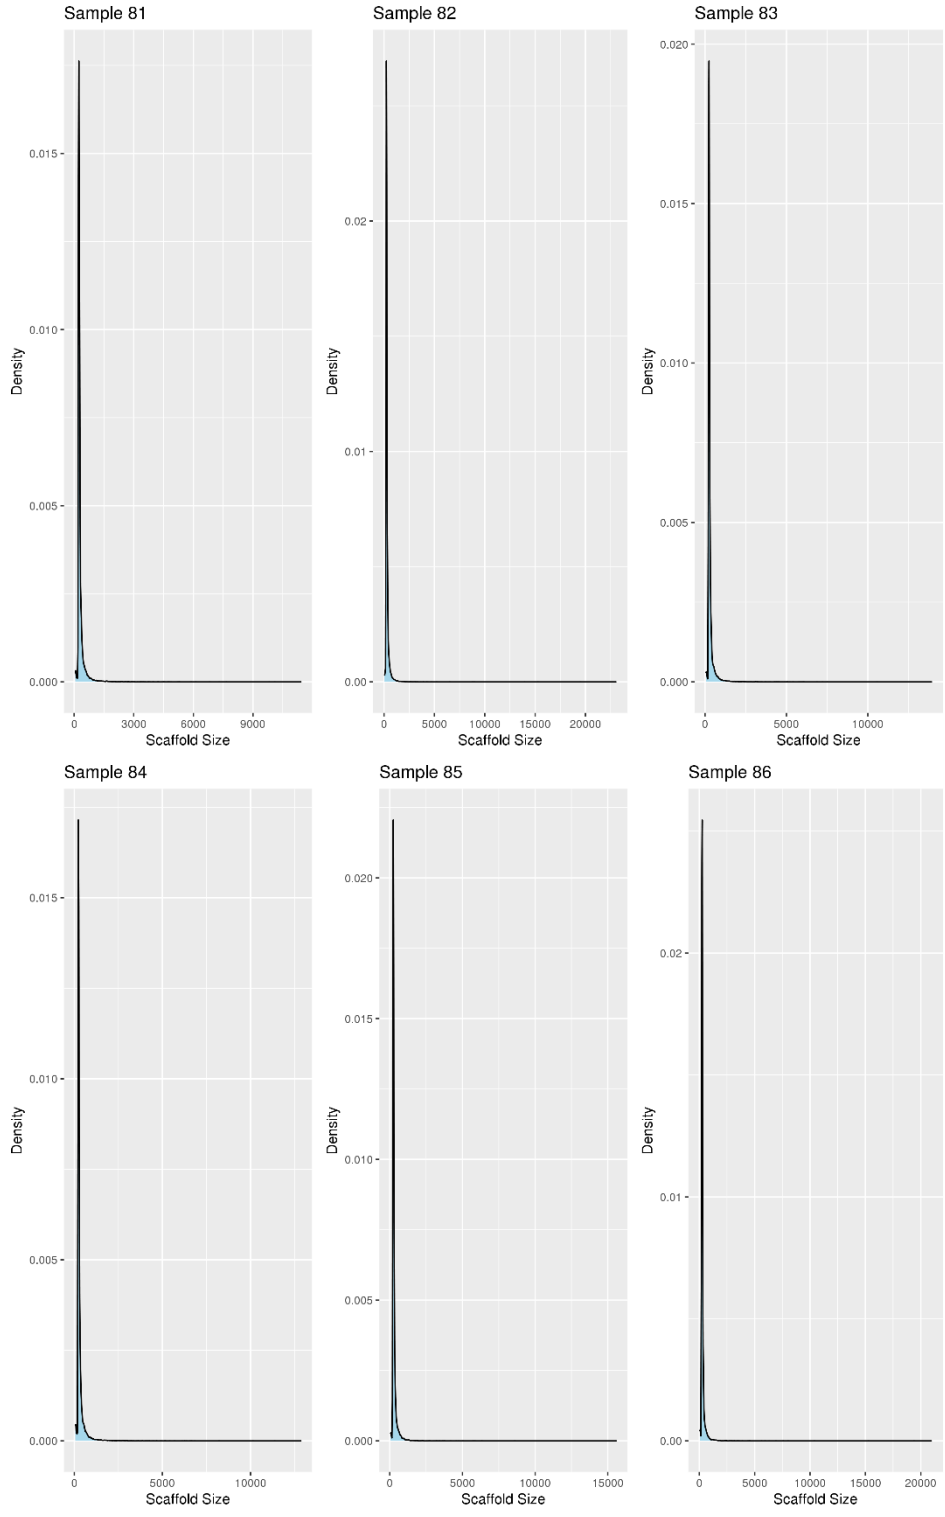 Sample 81
Density
0.015
0.010
0.005
0.000
0 3000 6000 9000
Scaffold Size
Sample 82
Density
0.02
0.01
0.00
0 5000 10000 15000 20000
Scaffold Size
Sample 83
Density
0.020
0.015
0.010
0.005
0.000
0 5000 10000
Scaffold Size
Sample 84
Density
0.015
0.010
0.005
0.000
0 5000 10000
Scaffold Size
Sample 85
Density
0.020
0.015
0.010
0.005
0.000
0 5000 10000 15000
Scaffold Size
Sample 86
Density
0.02
0.01
0.00
0 5000 10000 15000 20000
Scaffold Size